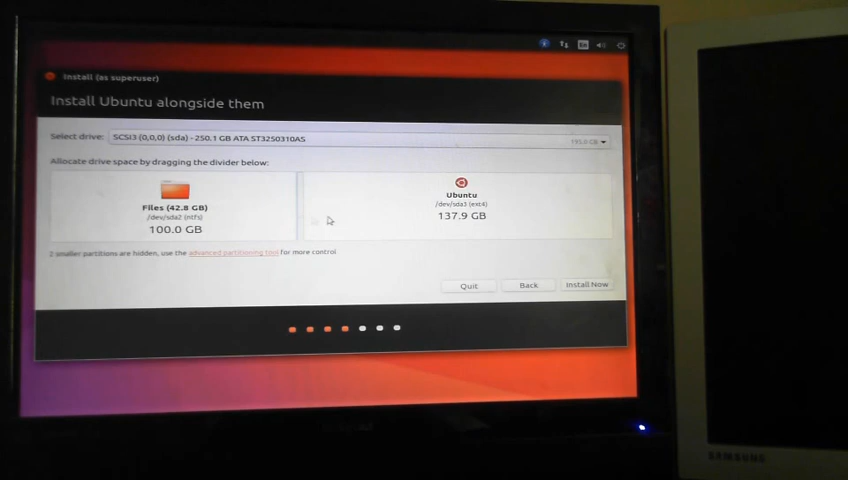 En
Install (as superuser)
Install Ubuntu alongside them
Select drive: SCSI3 (0,0,0) (sda) - 250.1 GB ATA ST3250310AS
Allocate drive space by dragging the divider below:
Files (42.8 GB)
/dev/sda2 (ntfs)
100.0 GB
Ubuntu
/dev/sda3 (ext4)
137.9 GB
2 smaller partitions are hidden, use the advanced partitioning tool for more control
Quit Back Install Now
SAMSUNG